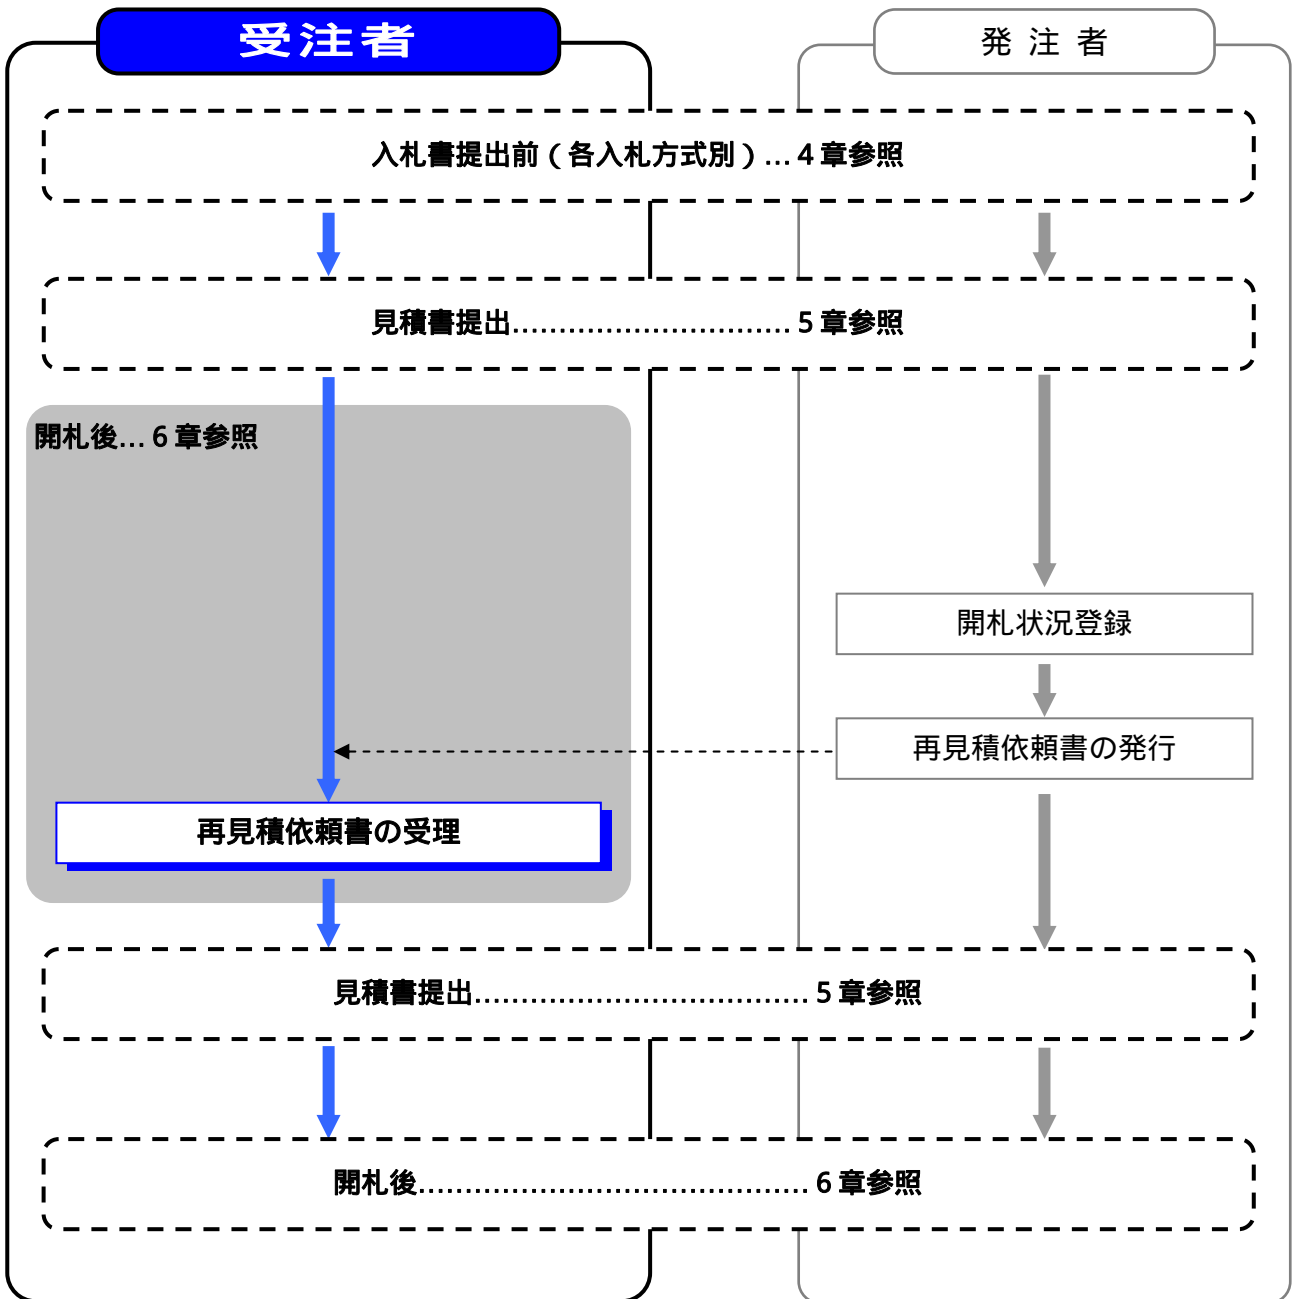 受注者
発 注 者
入札書提出前（各入札方式別）…４章参照
見積書提出………………………… ５章参照
開札後…６章参照
開札状況登録
再見積依頼書の発行
再見積依頼書の受理
見積書提出……………………………… ５章参照
開札後…………………………………… ６章参照